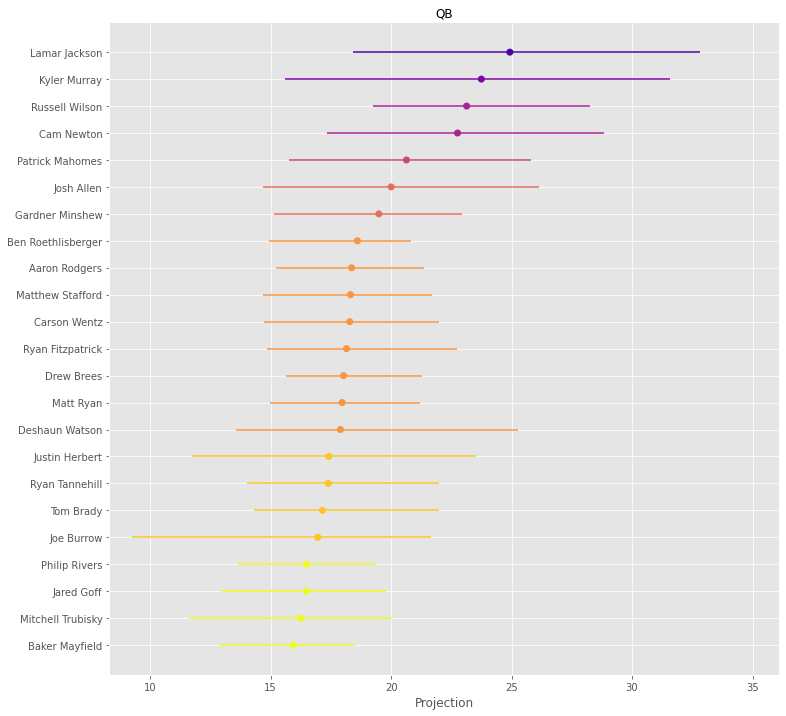 QB
Lamar Jackson
Kyler Murray
Russell Wilson
Cam Newton
Patrick Mahomes
Josh Allen
Gardner Minshew
Ben Roethlisberger
Aaron Rodgers
Matthew Stafford
Carson Wentz
Ryan Fitzpatrick
Drew Brees
Matt Ryan
Deshaun Watson
Justin Herbert
Ryan Tannehill
Tom Brady
Joe Burrow
Philip Rivers
Jared Goff
Mitchell Trubisky
Baker Mayfield
10 15 20 25 30 35
Projection